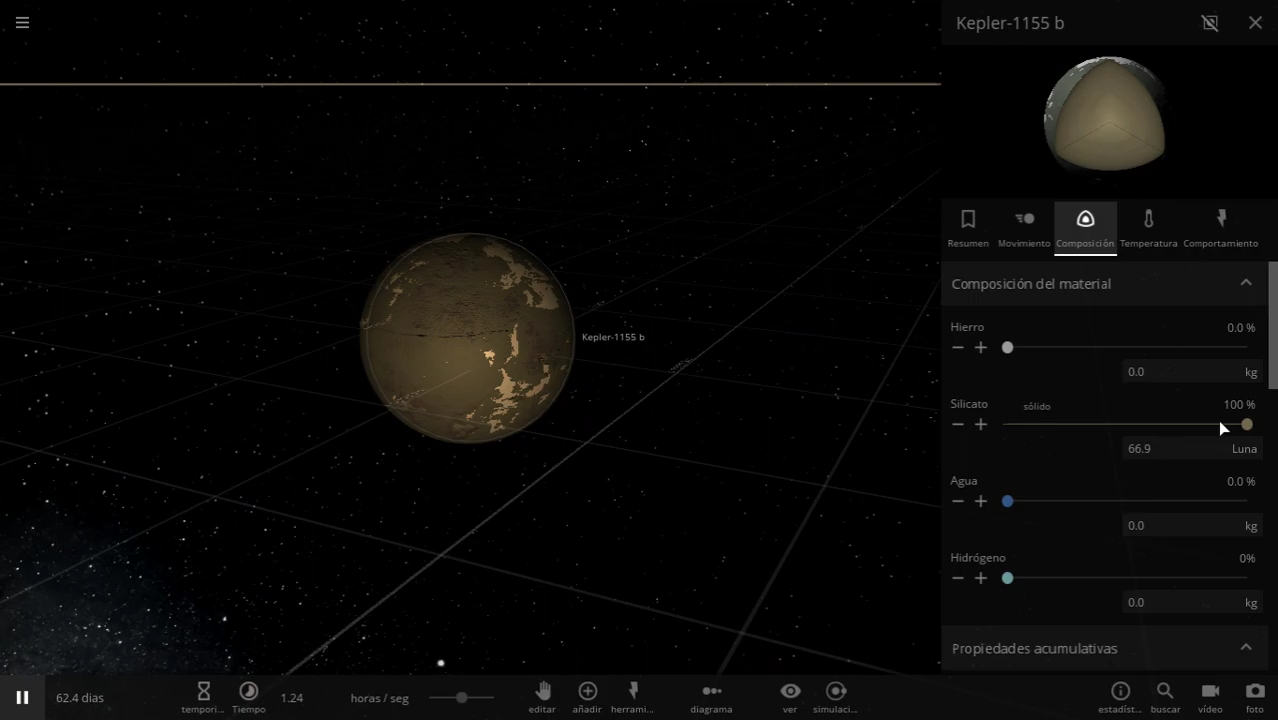 Kepler-1155 b
Resumen
Movimiento
Composición
Temperatura
Comportamiento
Composición del material
Hierro
0.0 %
0.0 kg
Kepler-1155 b
Silicato
sólido
100 %
66.9 Luna
Agua
0.0 %
0.0 kg
Hidrógeno
0%
0.0 kg
Propiedades acumulativas
62.4 dias
tempori...
Tiempo
1.24
horas / seg
editar
añadir
herrami...
diagrama
ver
simulaci...
estadíst...
buscar
vídeo
foto